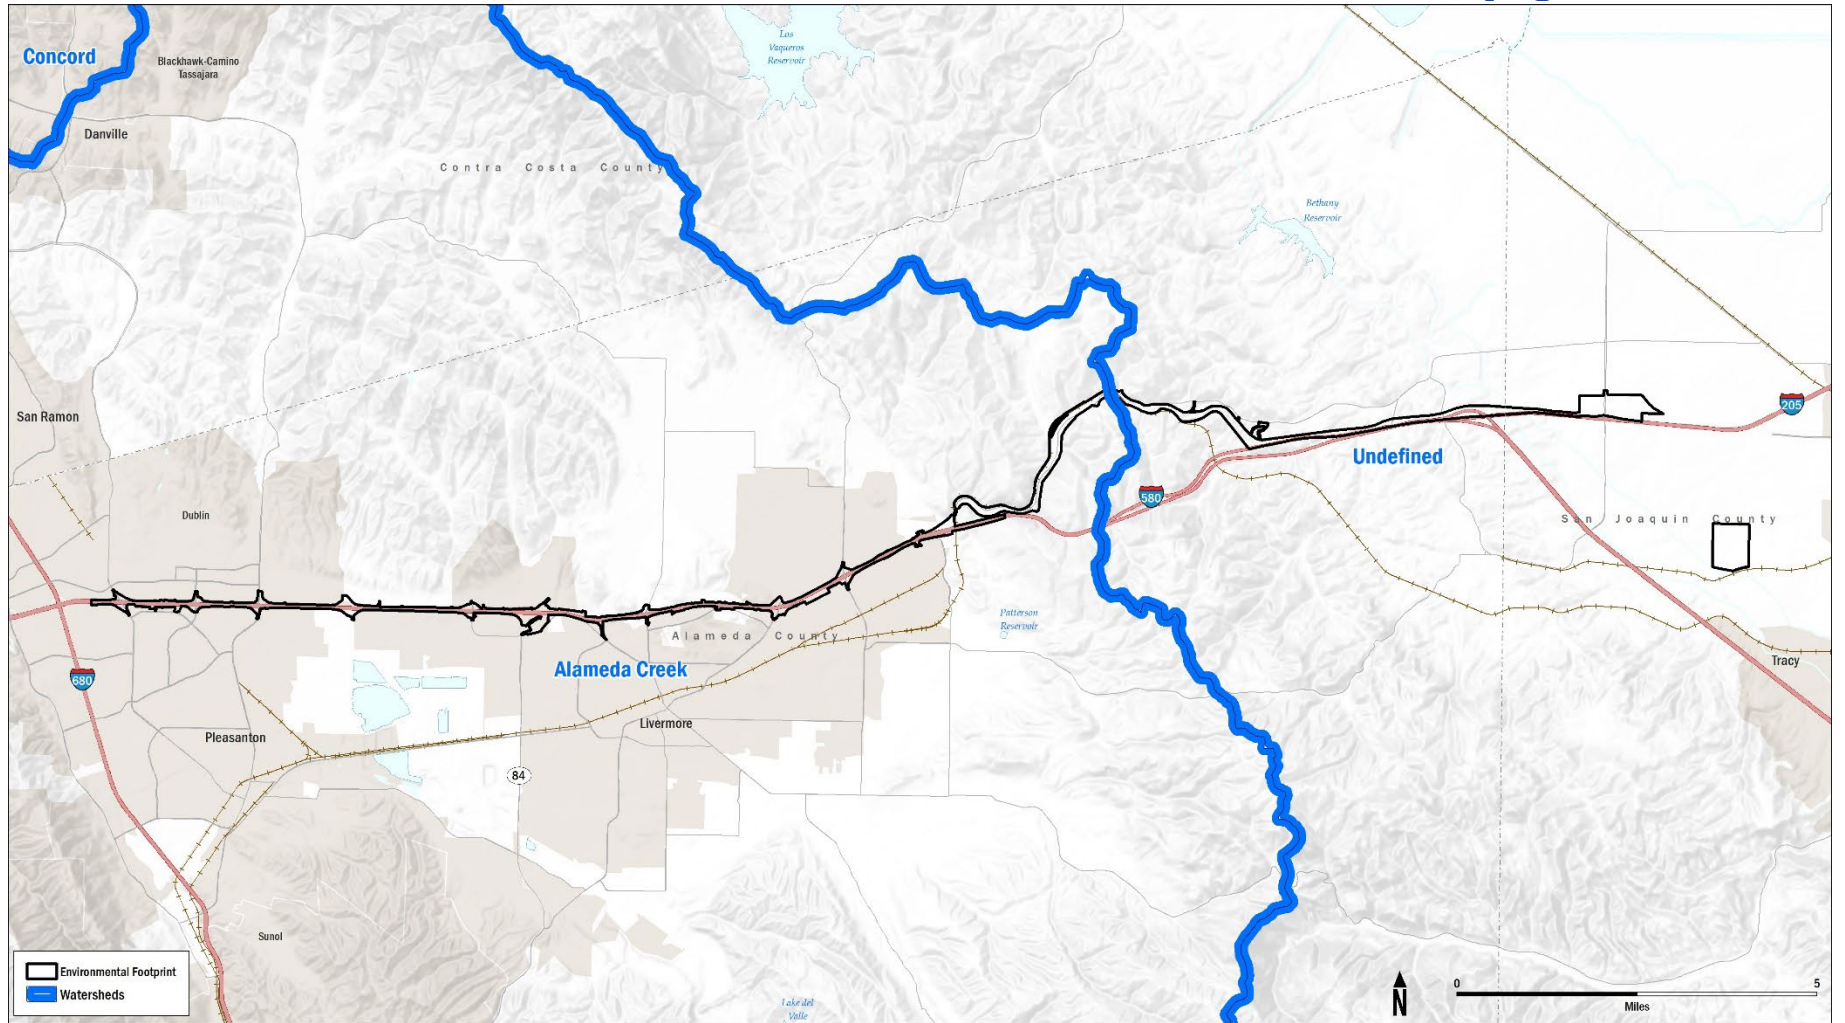 Los
Vaqueros
Reservoir
Concord
Blackhawk-Camino
Tassajara
Danville
Contra Costa County
Bethany
Reservoir
San Ramon
205
Undefined
580
Dublin
San Joaquin County
Patterson
Reservoir
Alameda County
Tracy
Alameda Creek
680
Livermore
Pleasanton
84
Sunol
Environmental Footprint
Watersheds
Lake del
Valle
N
0 5
Miles